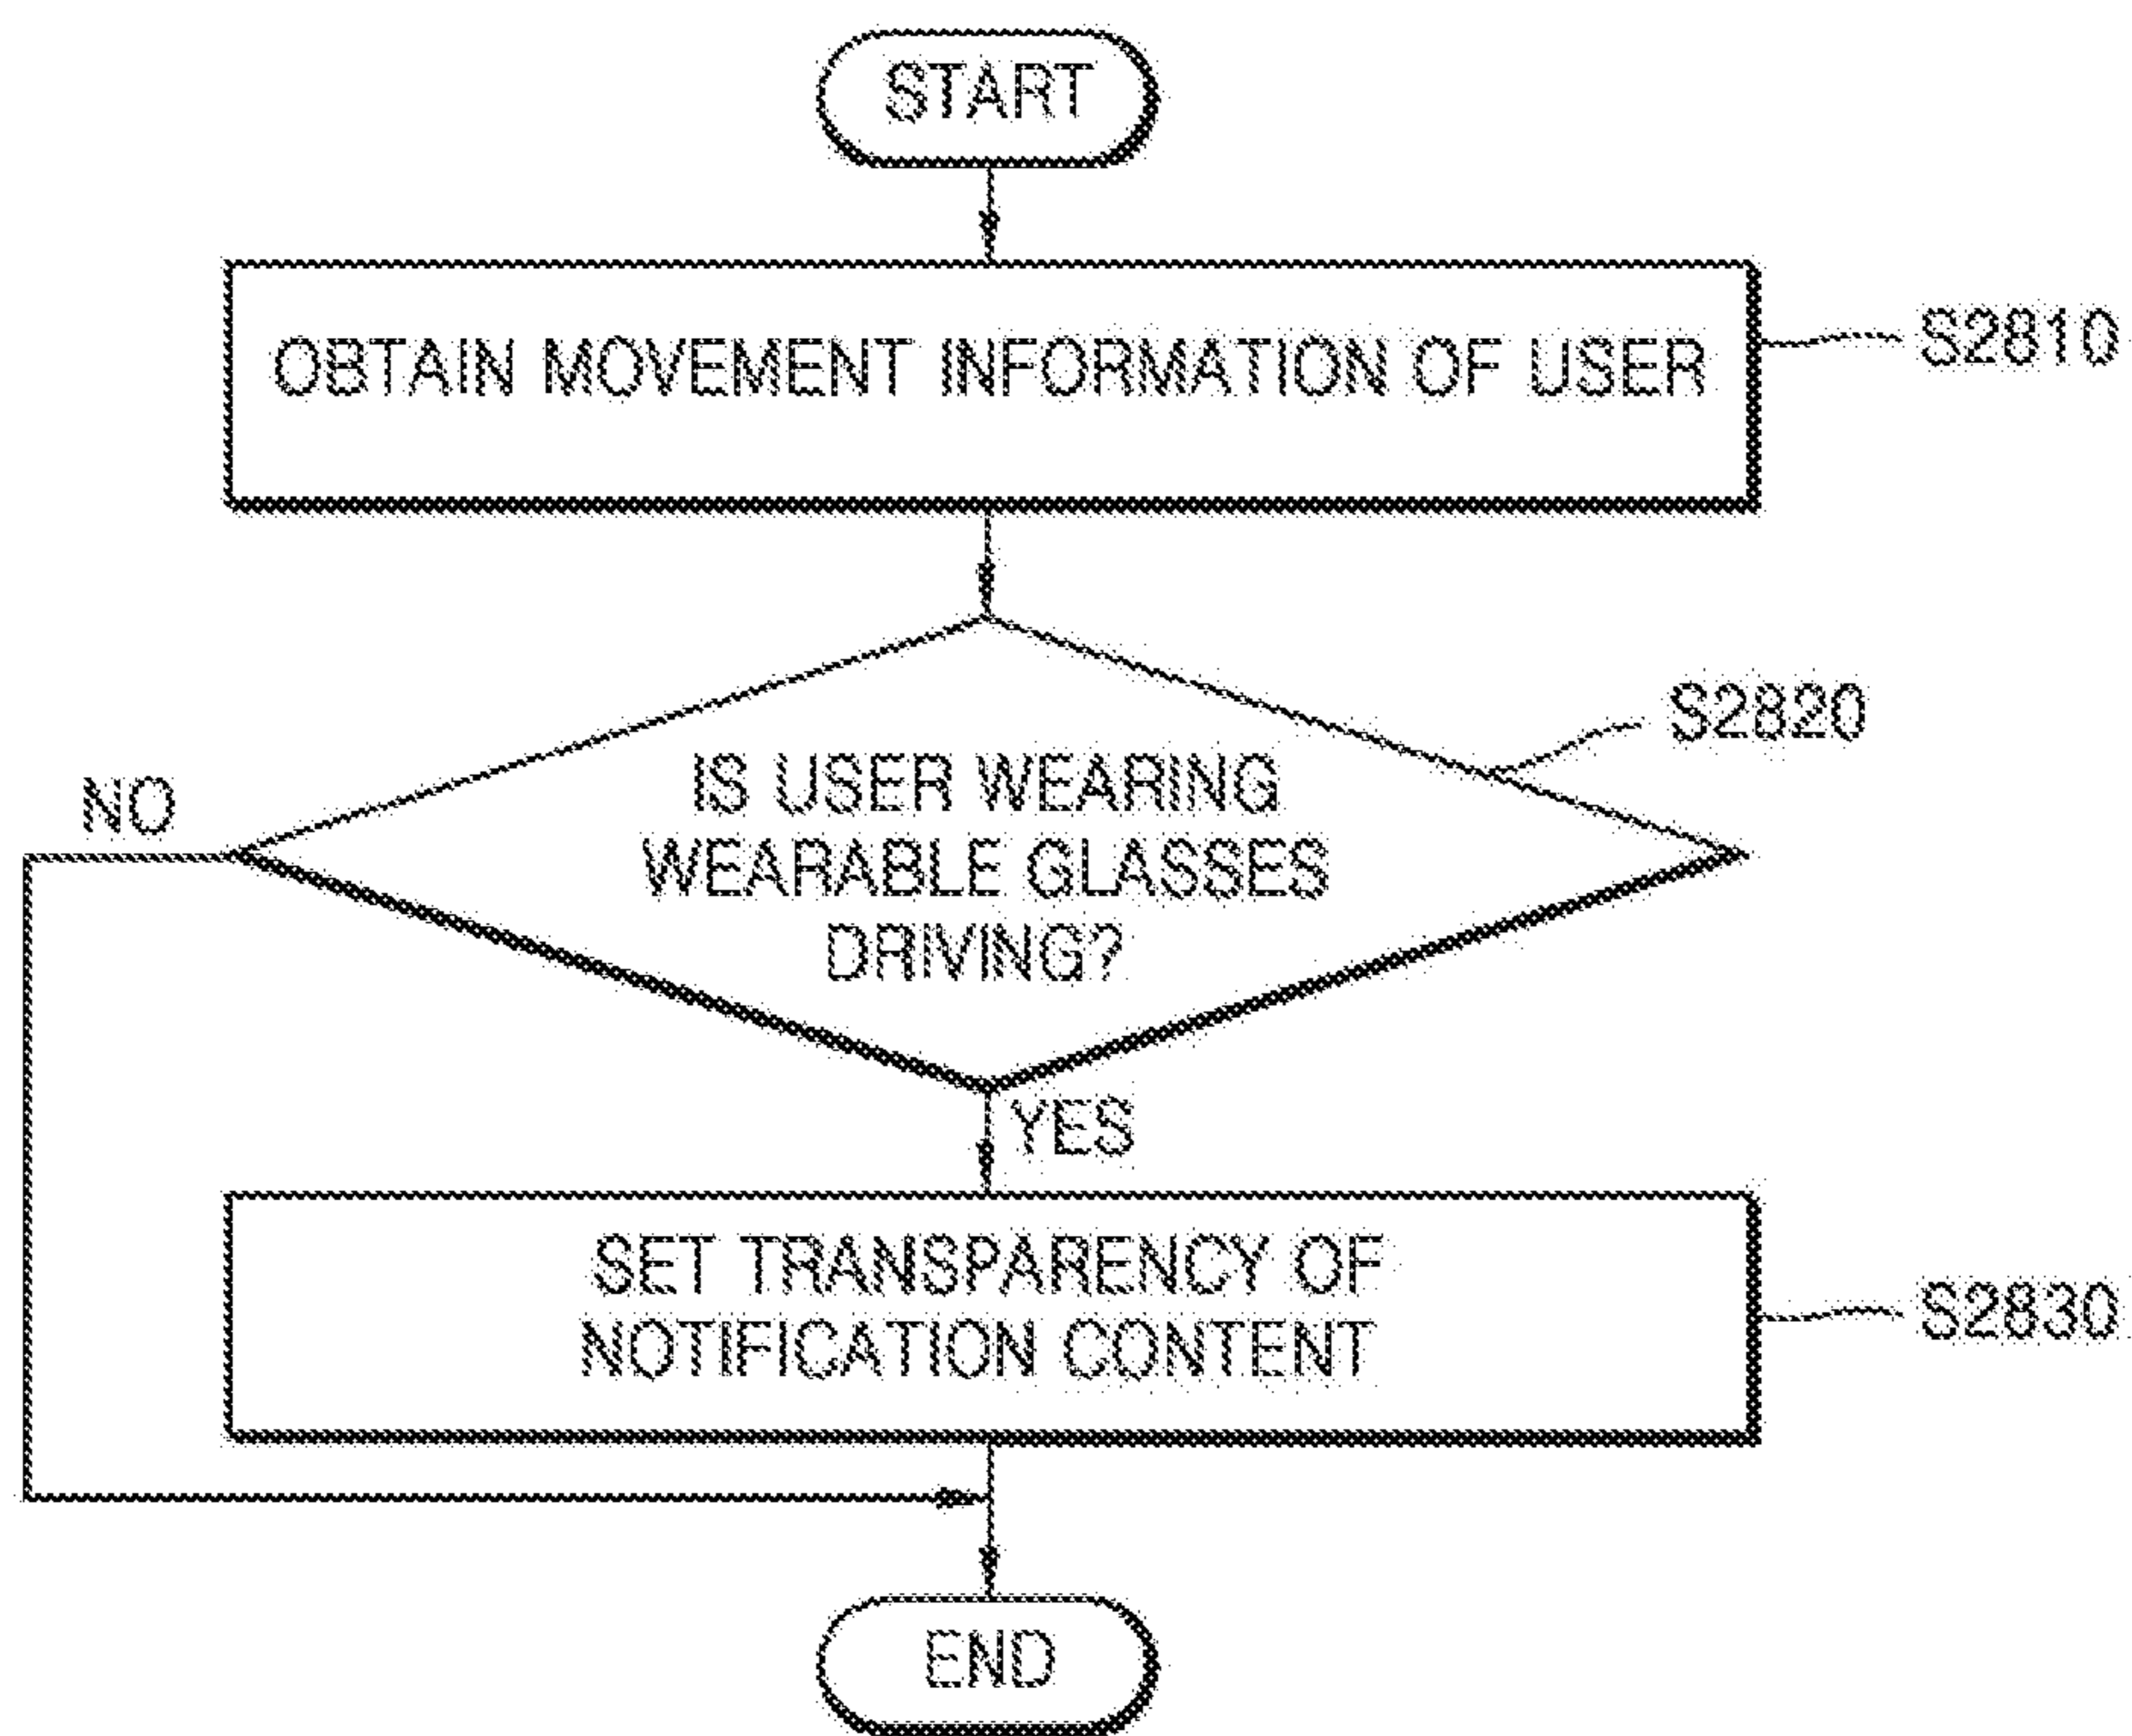 START
OBTAIN MOVEMENT INFORMATION OF USER
S2810
S2820
IS USER WEARING
WEARABLE GLASSES
DRIVING?
NO
YES
SET TRANSPARENCY OF
NOTIFICATION CONTENT
S2830
END